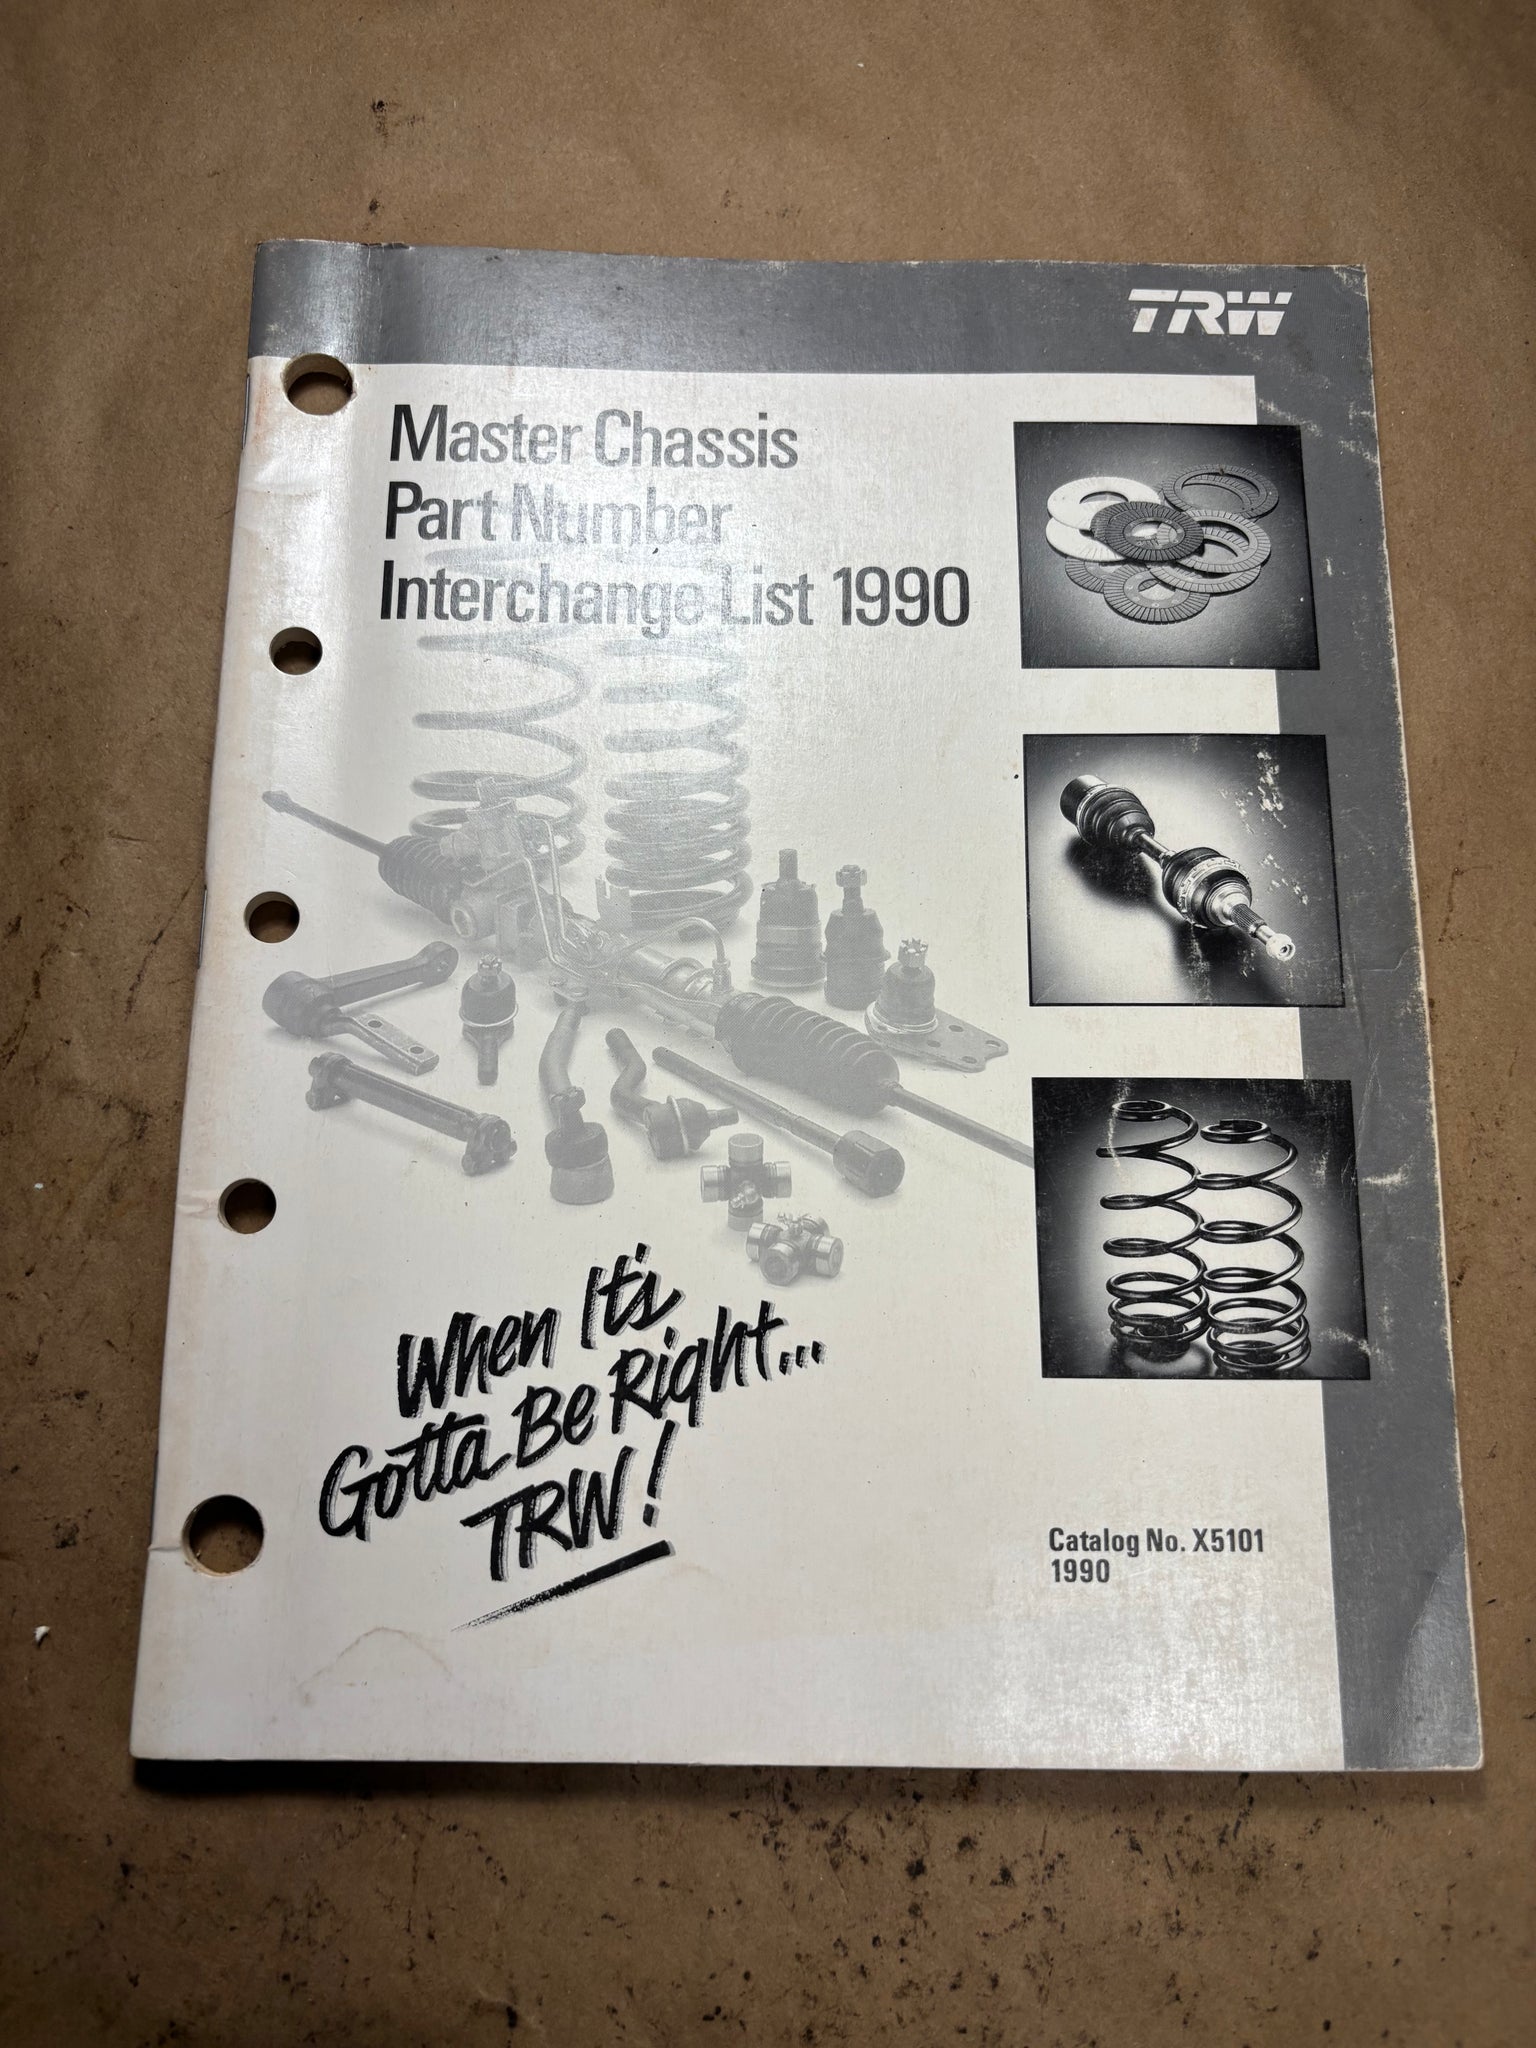 TRW
Master Chassis
Part Number
Interchange List 1990
When It's
Gotta Be Right...
TRW!
Catalog No. X5101
1990